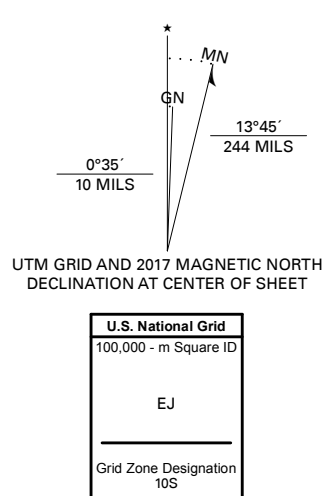 ★
MN
GN
13°45´
244 MILS
0°35´
10 MILS
UTM GRID AND 2017 MAGNETIC NORTH
DECLINATION AT CENTER OF SHEET
U.S. National Grid
100,000 - m Square ID
EJ
Grid Zone Designation
10S